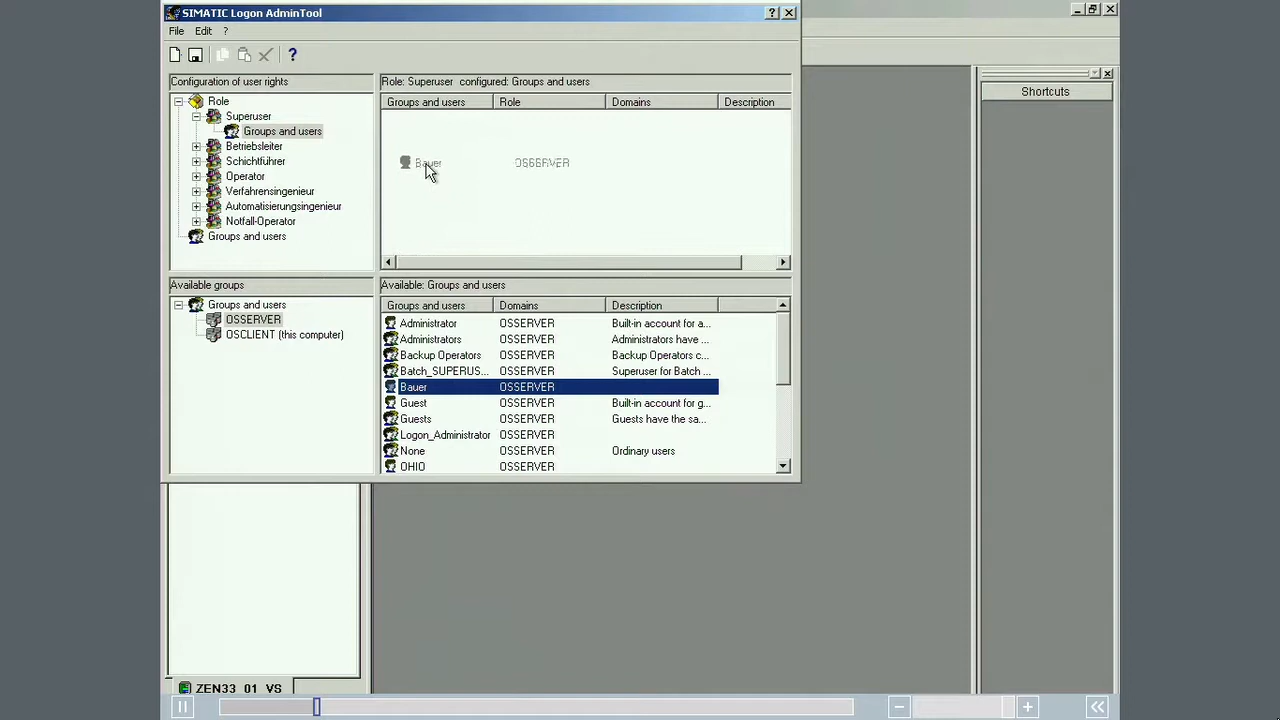 SIMATIC Logon AdminTool
File Edit ?
Configuration of user rights
Role: Superuser configured: Groups and users
Role
Superuser
Groups and users
Betriebsleiter
Schichtführer
Operator
Verfahrensingenieur
Automatisierungsingenieur
Notfall-Operator
Groups and users
Groups and users Role Domains Description
Bauer OSSERVER
Shortcuts
Available groups
Groups and users
OSSERVER
OSCLIENT (this computer)
Available: Groups and users
Groups and users Domains Description
Administrator OSSERVER Built-in account for a...
Administrators OSSERVER Administrators have ...
Backup Operators OSSERVER Backup Operators c...
Batch_SUPERUS... OSSERVER Superuser for Batch ...
Bauer OSSERVER
Guest OSSERVER Built-in account for g...
Guests OSSERVER Guests have the sa...
Logon_Administrator OSSERVER
None OSSERVER Ordinary users
OHIO OSSERVER
ZEN33_01_VS